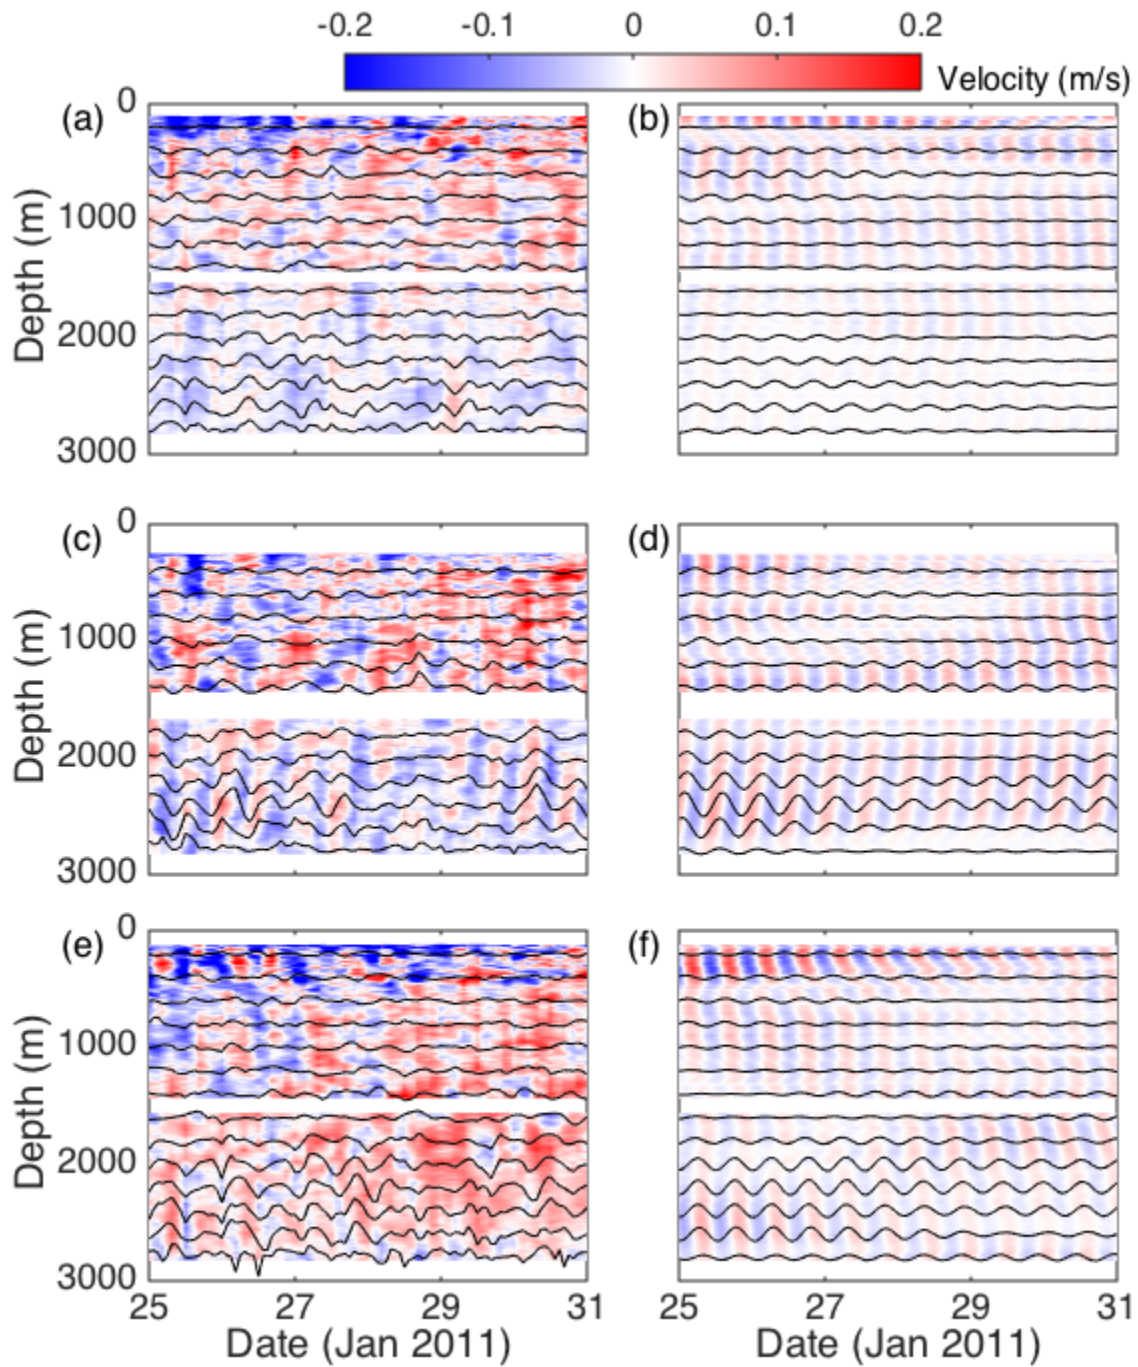 -0.2 -0.1 0 0.1 0.2
Velocity (m/s)
(a) (b)
0
1000
2000
3000
Depth (m)
(c) (d)
0
1000
2000
3000
Depth (m)
(e) (f)
0
1000
2000
3000
Depth (m)
25 27 29 31 25 27 29 31
Date (Jan 2011) Date (Jan 2011)